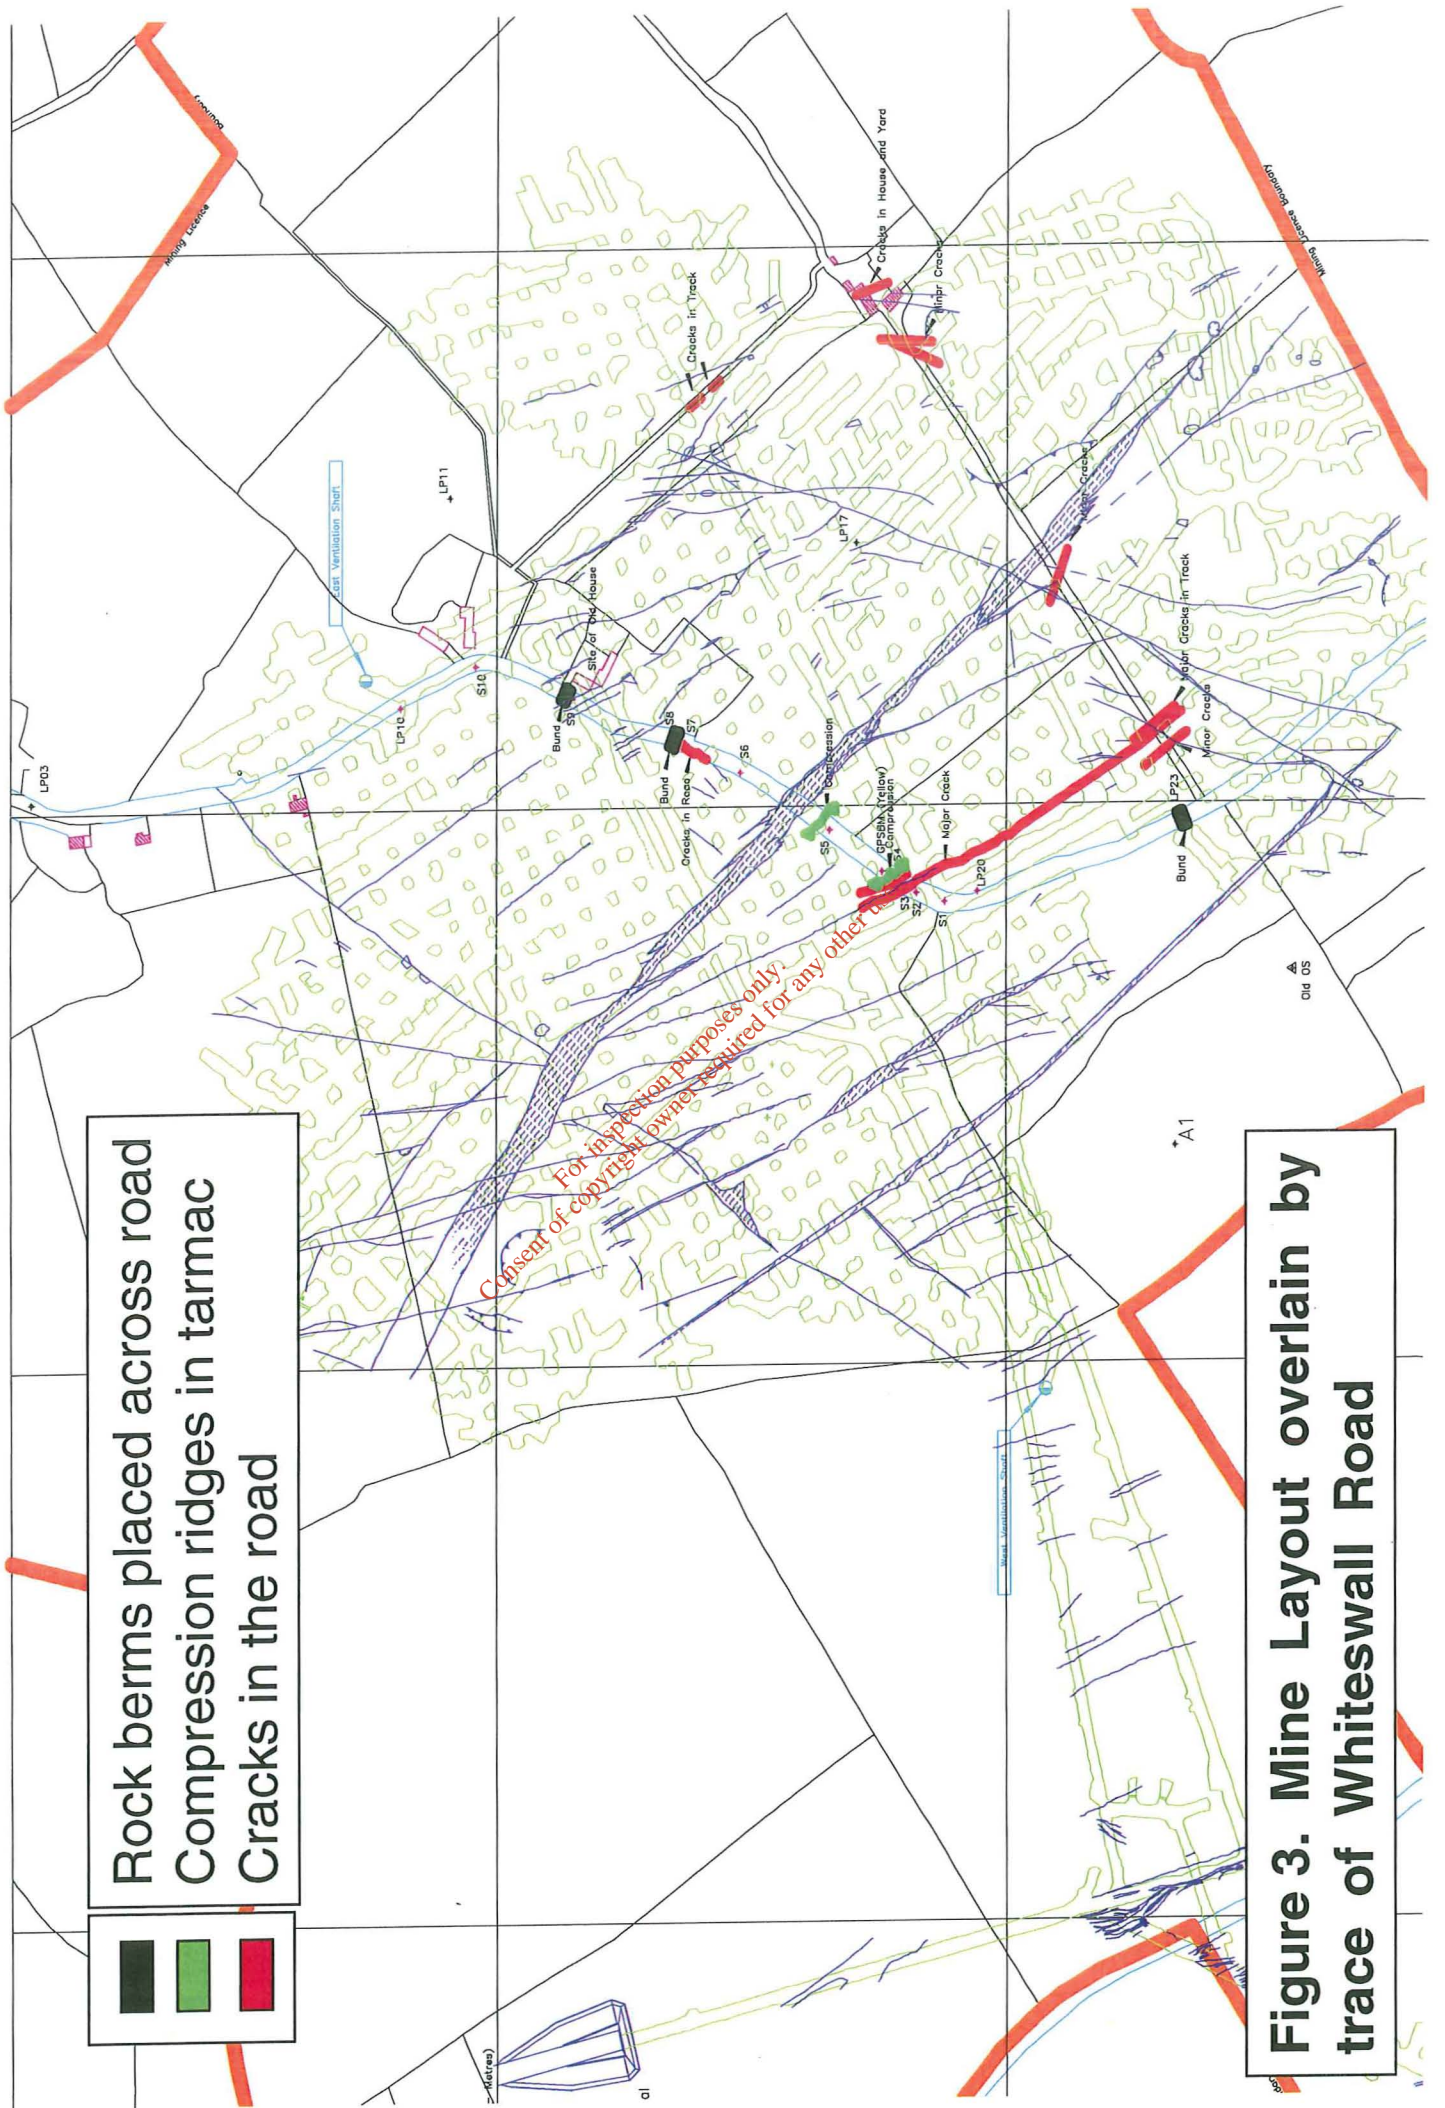 Rock berms placed across road
Compression ridges in tarmac
Cracks in the road
Figure 3. Mine Layout overlain by
trace of Whiteswall Road
For inspection purposes only.
Consent of copyright owner required for any other
Mining Licence
Boundary
Mining Licence Boundary
East Ventilation Shaft
West Ventilation Shaft
LP03
LP10
LP11
LP17
LP20
LP23
S10
S9
S8
S7
S6
S5
S4
S3
S2
S1
Bund
Site of Old House
Bund
Cracks in Road
Compression
GPSBM (Yellow)
Compression
Major Crack
Bund
Cracks in Track
Cracks in House and Yard
Minor Cracks
Minor Cracks
Major Cracks in Track
Minor Cracks
Old OS
A1
Metres)
al